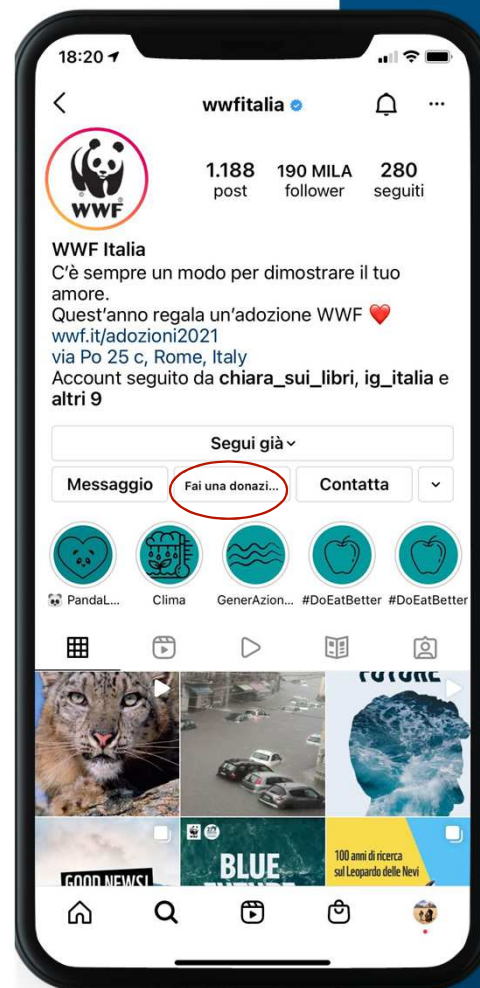 18:20
wwfitalia
WWF
1.188 190 MILA 280
post follower seguiti
WWF Italia
C'è sempre un modo per dimostrare il tuo
amore.
Quest'anno regala un'adozione WWF ❤️
wwf.it/adozioni2021
via Po 25 c, Rome, Italy
Account seguito da chiara_sui_libri, ig_italia e
altri 9
Segui già
Messaggio Fai una donazi... Contatta
🐼 PandaL... Clima GenerAzion... #DoEatBetter #DoEatBetter
FUTURE
GOOD NEWS!
BLUE
FUTURE
100 anni di ricerca
sul Leopardo delle Nevi